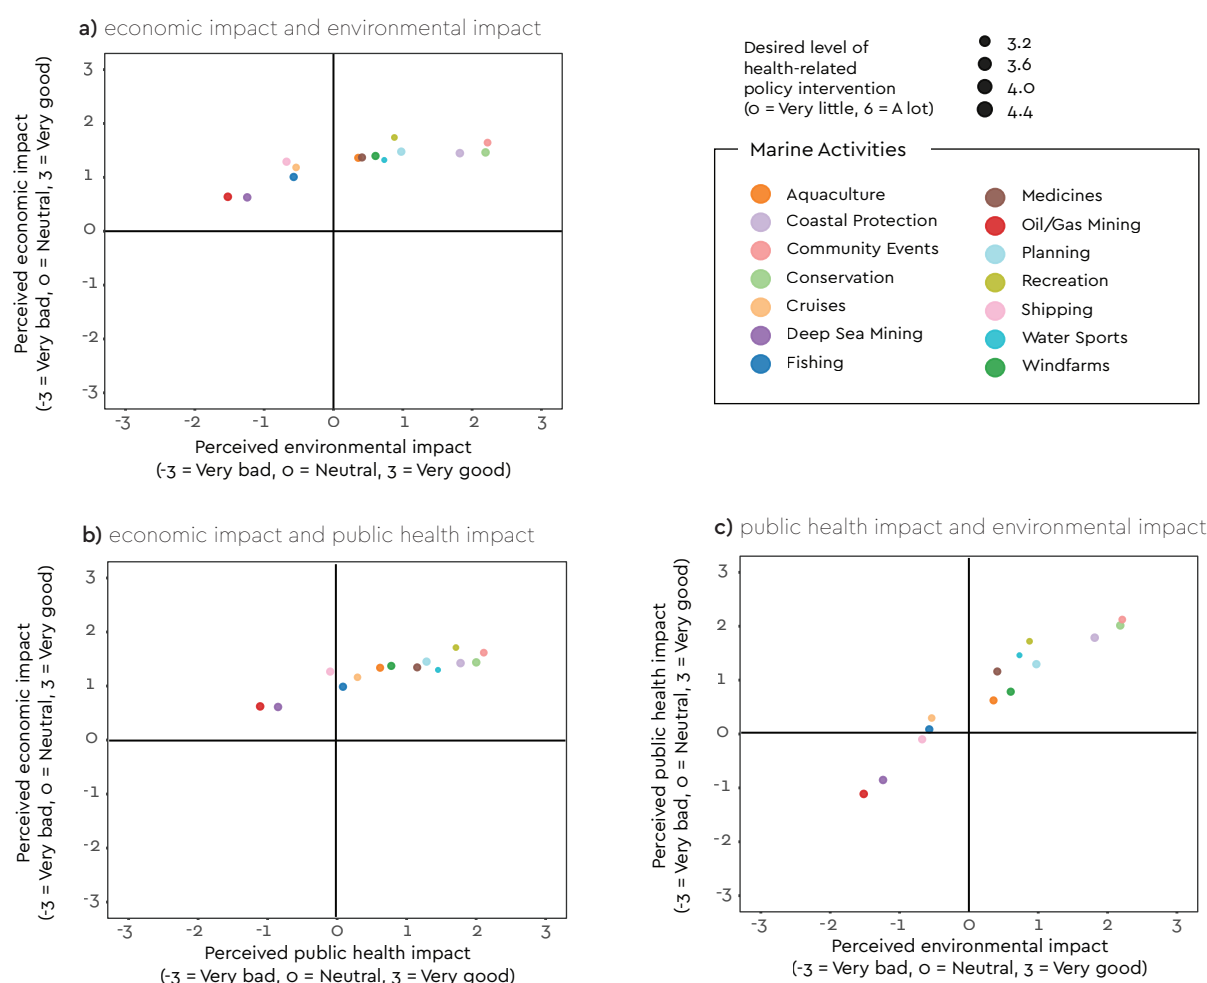 a) economic impact and environmental impact
3
2
1
0
-1
-2
-3
Perceived economic impact
(-3 = Very bad, 0 = Neutral, 3 = Very good)
-3 -2 -1 0 1 2 3
Perceived environmental impact
(-3 = Very bad, 0 = Neutral, 3 = Very good)
Desired level of
health-related
policy intervention
(0 = Very little, 6 = A lot)
3.2
3.6
4.0
4.4
Marine Activities
Aquaculture
Coastal Protection
Community Events
Conservation
Cruises
Deep Sea Mining
Fishing
Medicines
Oil/Gas Mining
Planning
Recreation
Shipping
Water Sports
Windfarms
b) economic impact and public health impact
3
2
1
0
-1
-2
-3
Perceived economic impact
(-3 = Very bad, 0 = Neutral, 3 = Very good)
-3 -2 -1 0 1 2 3
Perceived public health impact
(-3 = Very bad, 0 = Neutral, 3 = Very good)
c) public health impact and environmental impact
3
2
1
0
-1
-2
-3
Perceived public health impact
(-3 = Very bad, 0 = Neutral, 3 = Very good)
-3 -2 -1 0 1 2 3
Perceived environmental impact
(-3 = Very bad, 0 = Neutral, 3 = Very good)